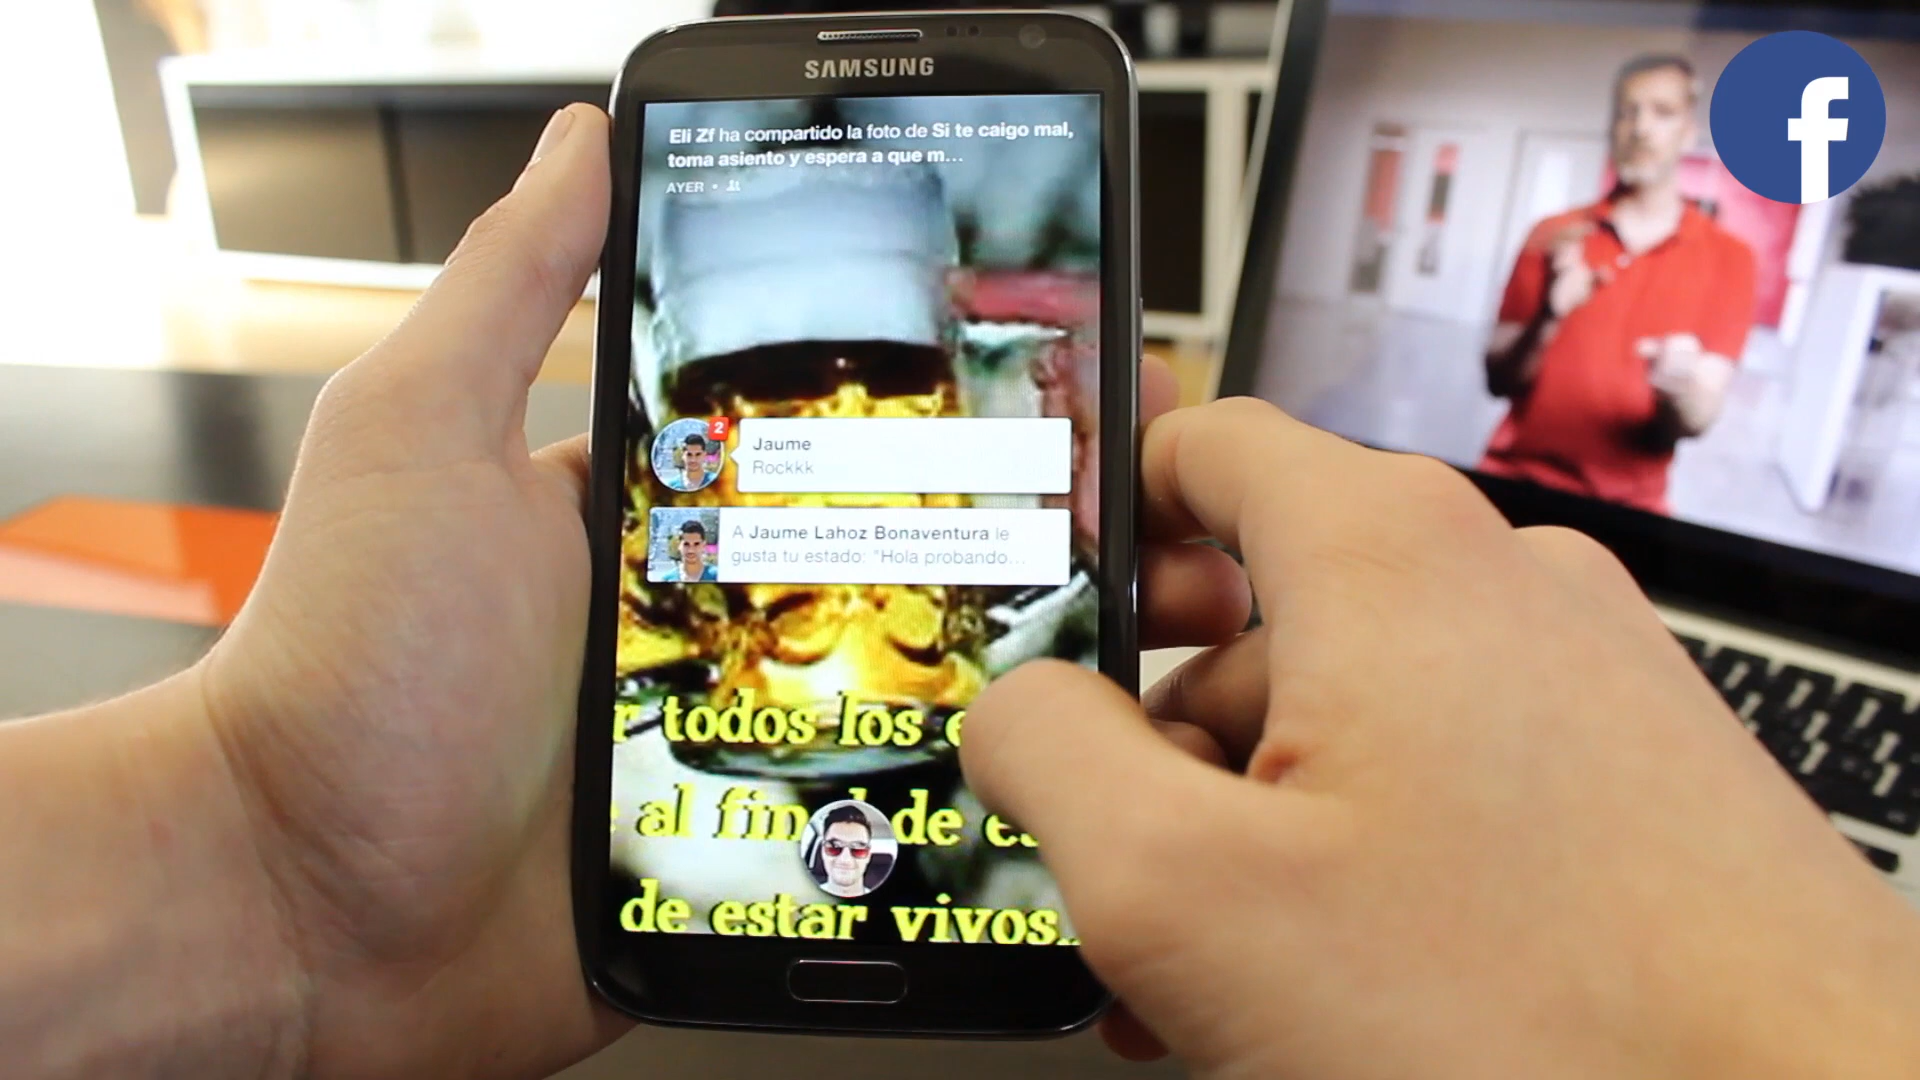 SAMSUNG
Eli Zf ha compartido la foto de Si te caigo mal,
toma asiento y espera a que m...
AYER
2
Jaume
Rockkk
A Jaume Lahoz Bonaventura le
gusta tu estado: "Hola probando...
todos los
al de
de estar vivos..
f